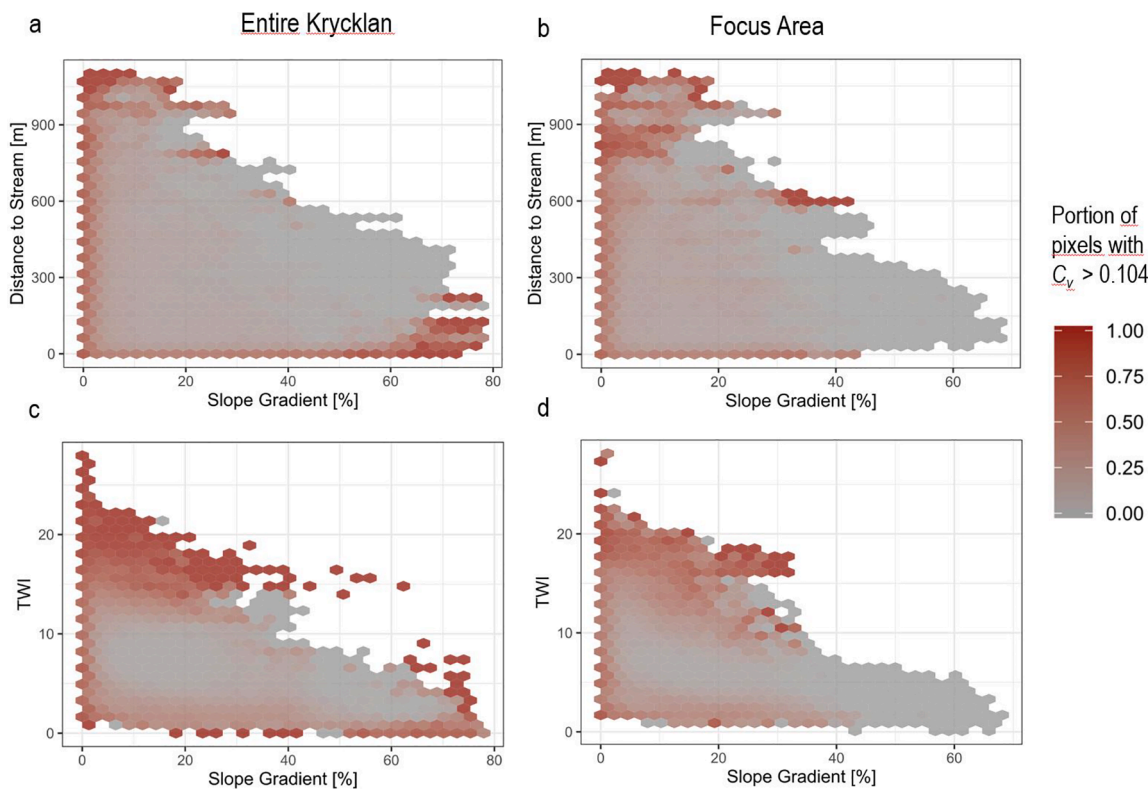 a
Entire Krycklan
b
Focus Area
Distance to Stream [m]
900
600
300
0
0 20 40 60 80
Slope Gradient [%]
Distance to Stream [m]
900
600
300
0
0 20 40 60
Slope Gradient [%]
Portion of
pixels with
Cᵥ > 0.104
1.00
0.75
0.50
0.25
0.00
c
TWI
20
10
0
0 20 40 60 80
Slope Gradient [%]
d
TWI
20
10
0
0 20 40 60
Slope Gradient [%]